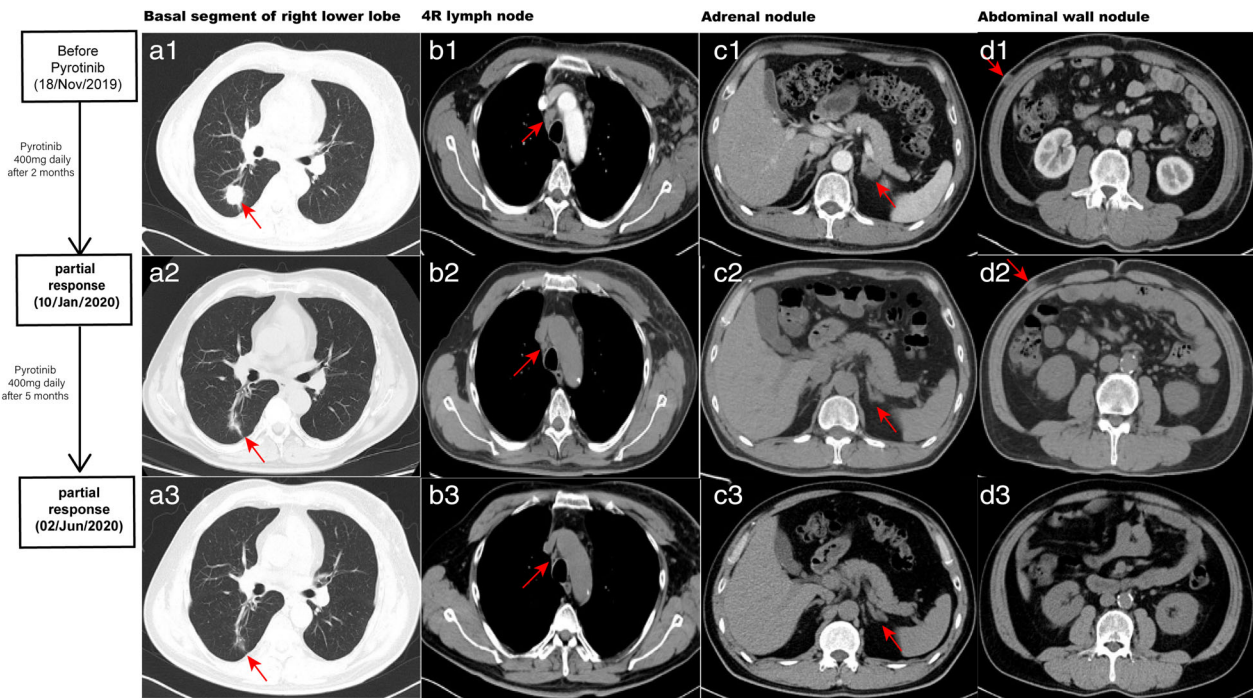 Basal segment of right lower lobe
4R lymph node
Adrenal nodule
Abdominal wall nodule
Before
Pyrotinib
(18/Nov/2019)
a1
b1
c1
d1
Pyrotinib
400mg daily
after 2 months
partial
response
(10/Jan/2020)
a2
b2
c2
d2
Pyrotinib
400mg daily
after 5 months
partial
response
(02/Jun/2020)
a3
b3
c3
d3